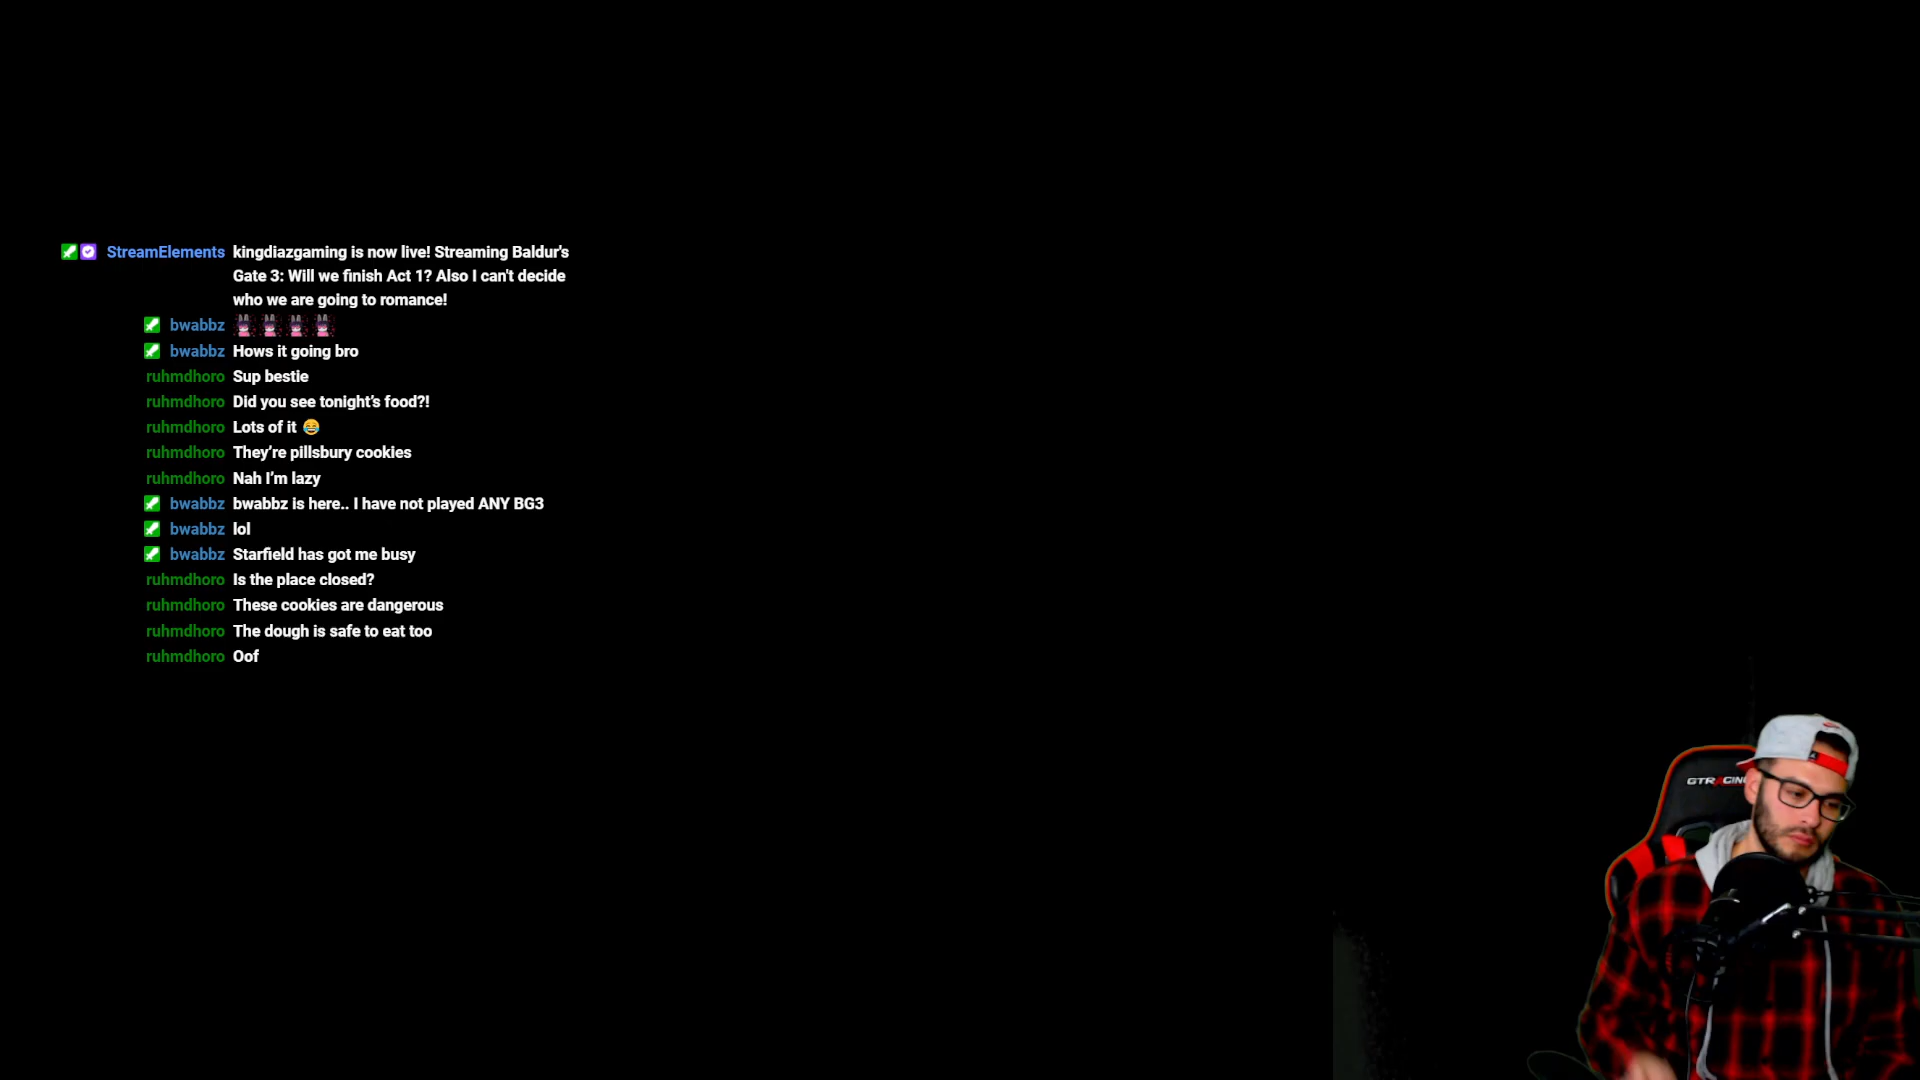 StreamElements kingdiazgaming is now live! Streaming Baldur's
Gate 3: Will we finish Act 1? Also I can't decide
who we are going to romance!
bwabbz
bwabbz Hows it going bro
ruhmdhoro Sup bestie
ruhmdhoro Did you see tonight’s food?!
ruhmdhoro Lots of it 😂
ruhmdhoro They’re pillsbury cookies
ruhmdhoro Nah I’m lazy
bwabbz bwabbz is here.. I have not played ANY BG3
bwabbz lol
bwabbz Starfield has got me busy
ruhmdhoro Is the place closed?
ruhmdhoro These cookies are dangerous
ruhmdhoro The dough is safe to eat too
ruhmdhoro Oof
GTRACING